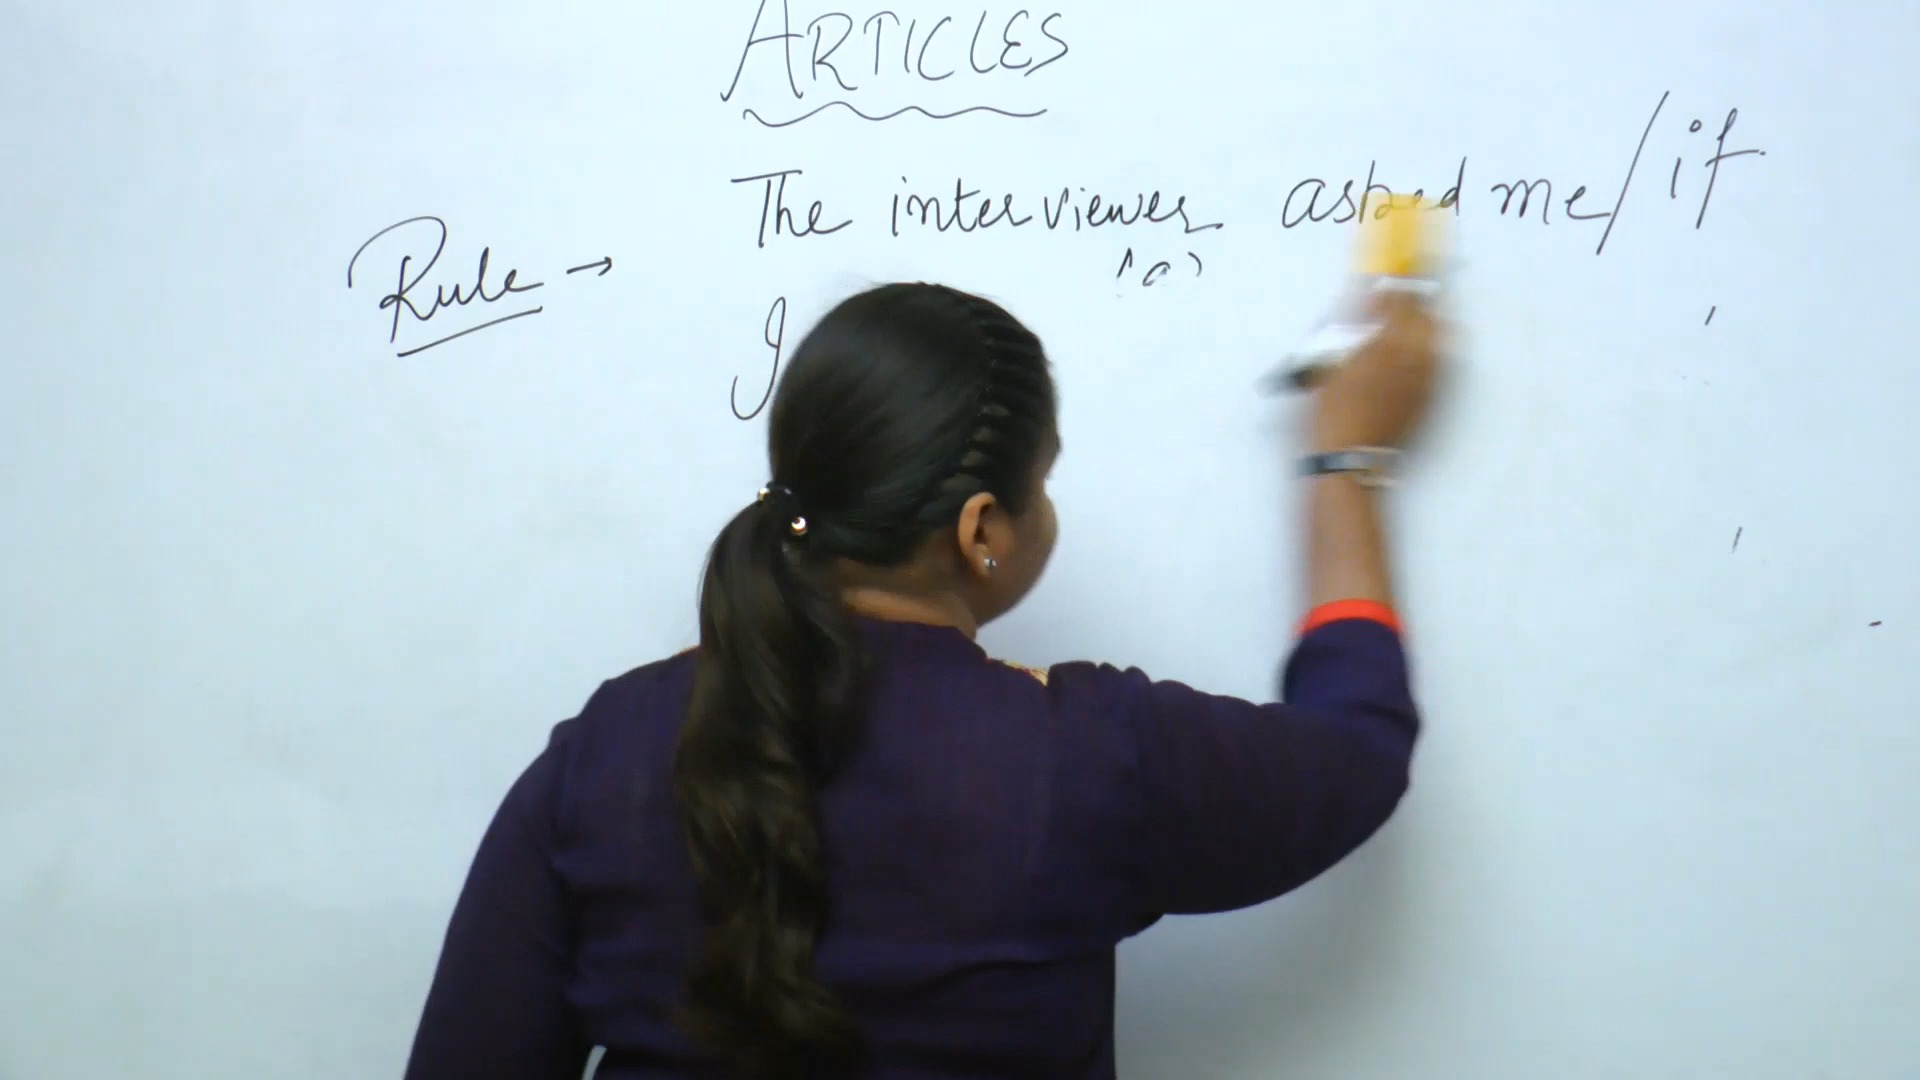 ARTICLES
The interviewer asked me/if
(a)
Rule →
I